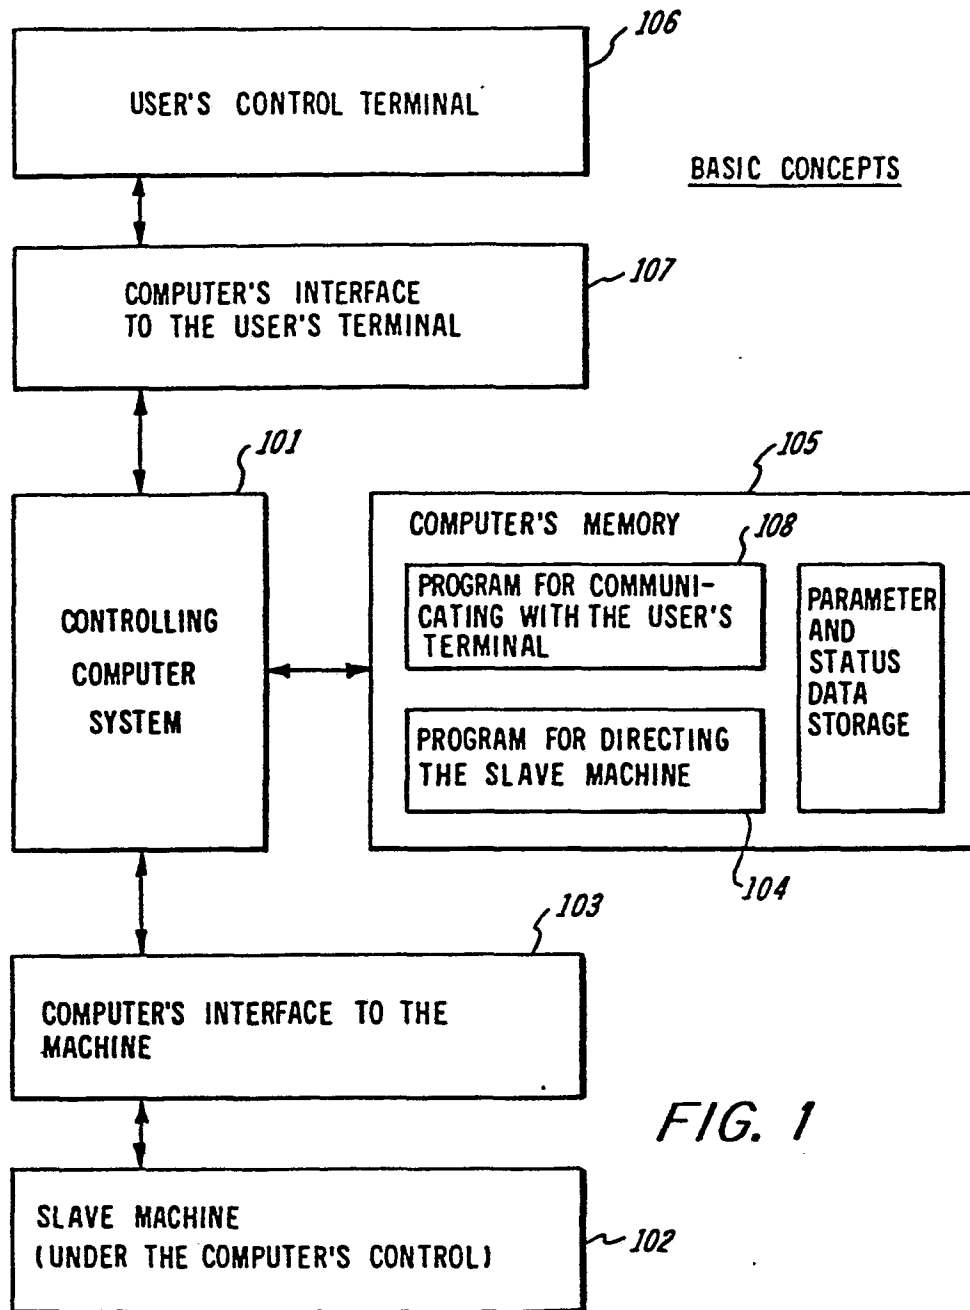 106
USER'S CONTROL TERMINAL
BASIC CONCEPTS
107
COMPUTER'S INTERFACE
TO THE USER'S TERMINAL
101
105
CONTROLLING
COMPUTER
SYSTEM
COMPUTER'S MEMORY
108
PROGRAM FOR COMMUNI-
CATING WITH THE USER'S
TERMINAL
PARAMETER
AND
STATUS
DATA
STORAGE
PROGRAM FOR DIRECTING
THE SLAVE MACHINE
104
103
COMPUTER'S INTERFACE TO THE
MACHINE
FIG. 1
SLAVE MACHINE
(UNDER THE COMPUTER'S CONTROL)
102